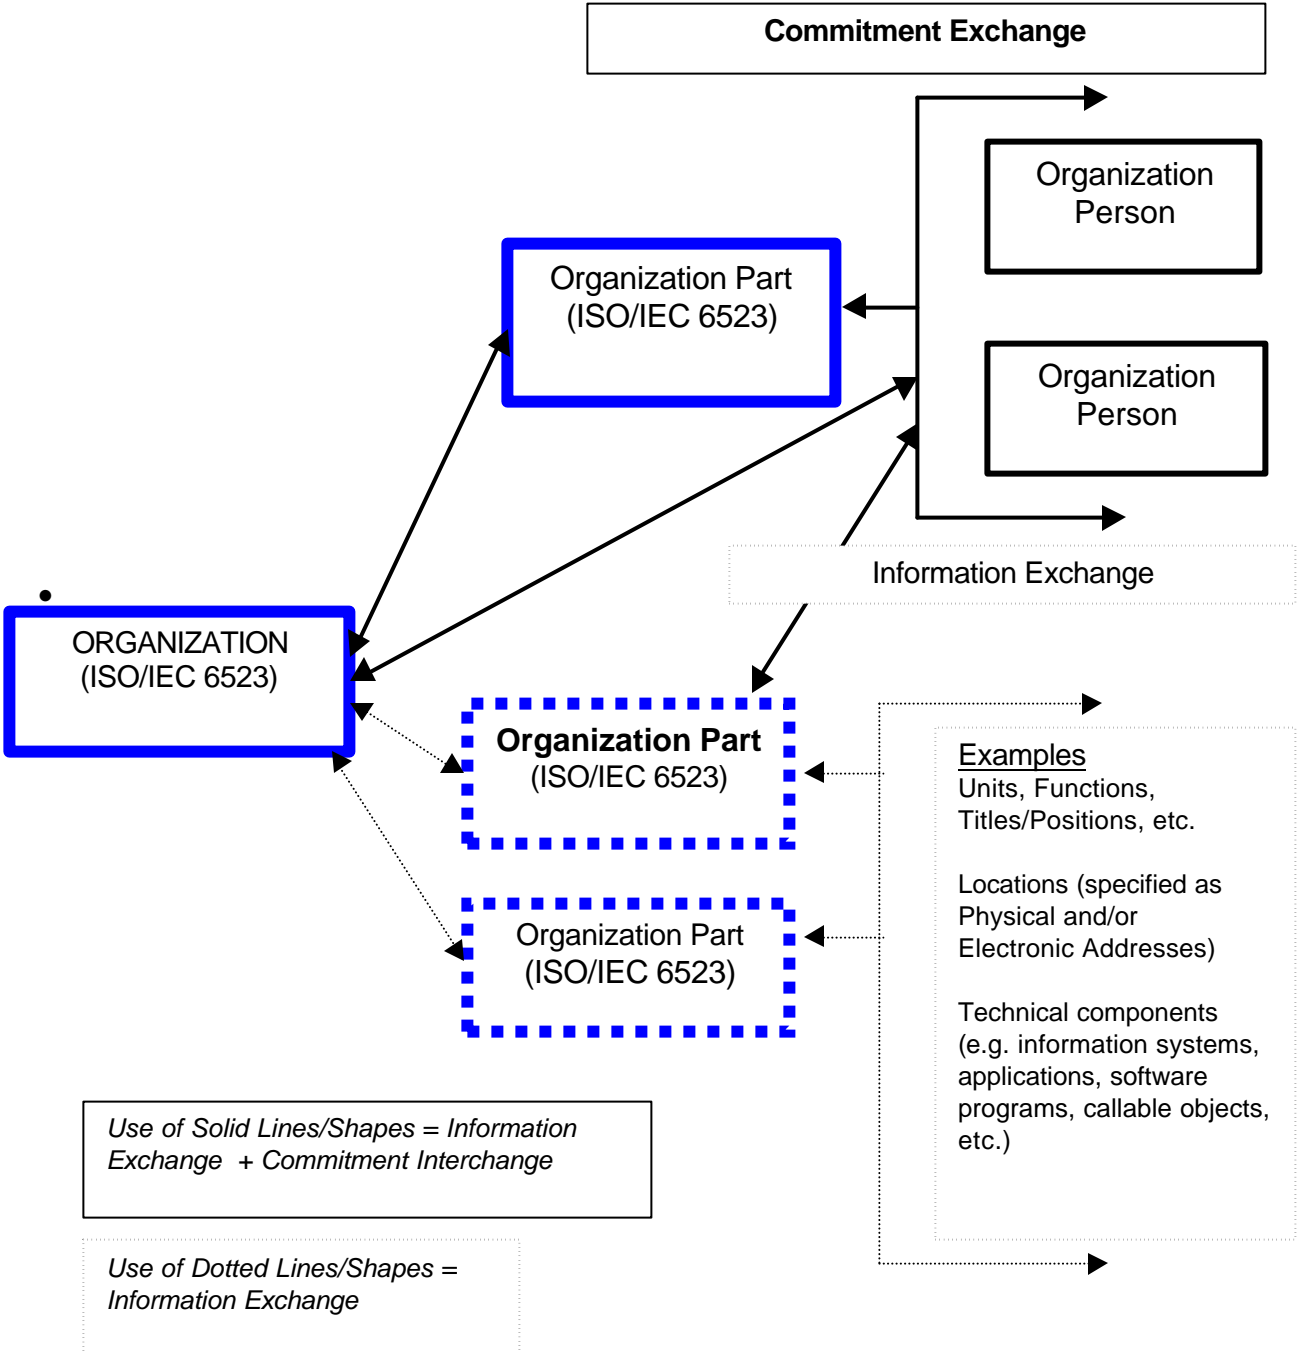 Commitment Exchange
Organization
Person
Organization Part
(ISO/IEC 6523)
Organization
Person
Information Exchange
ORGANIZATION
(ISO/IEC 6523)
Organization Part
(ISO/IEC 6523)
Examples
Units, Functions,
Titles/Positions, etc.
Locations (specified as
Physical and/or
Electronic Addresses)
Technical components
(e.g. information systems,
applications, software
programs, callable objects,
etc.)
Organization Part
(ISO/IEC 6523)
Use of Solid Lines/Shapes = Information
Exchange + Commitment Interchange
Use of Dotted Lines/Shapes =
Information Exchange